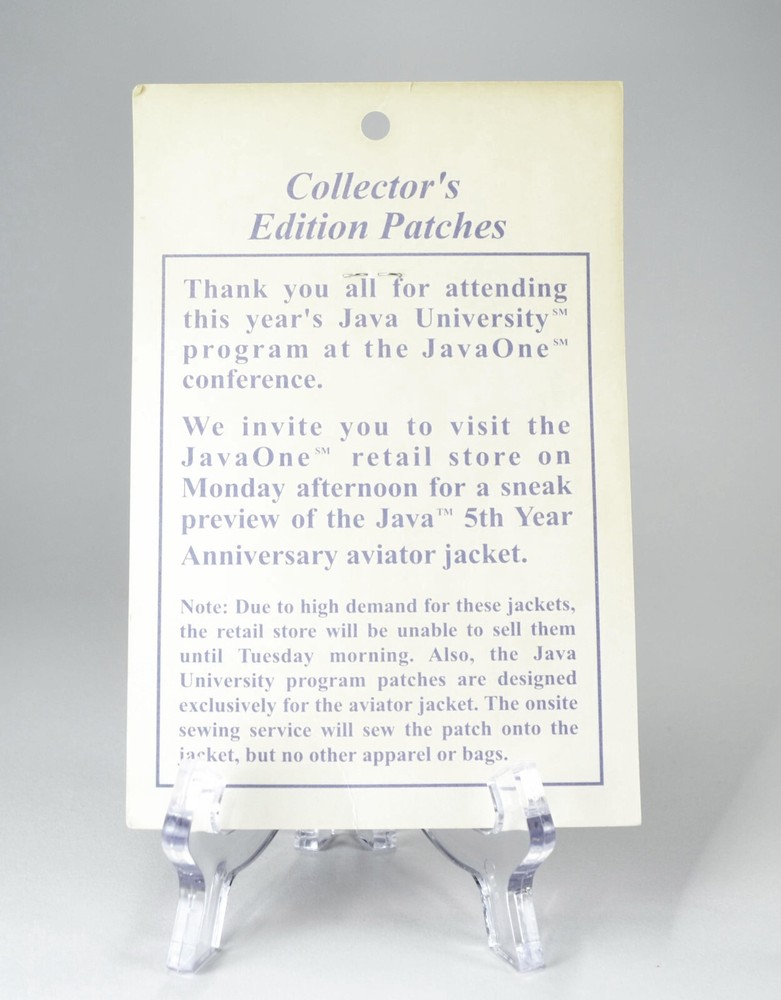 Collector's
Edition Patches
Thank you all for attending
this year's Java University℠
program at the JavaOne℠
conference.
We invite you to visit the
JavaOne℠ retail store on
Monday afternoon for a sneak
preview of the Java™ 5th Year
Anniversary aviator jacket.
Note: Due to high demand for these jackets,
the retail store will be unable to sell them
until Tuesday morning. Also, the Java
University program patches are designed
exclusively for the aviator jacket. The onsite
sewing service will sew the patch onto the
jacket, but no other apparel or bags.